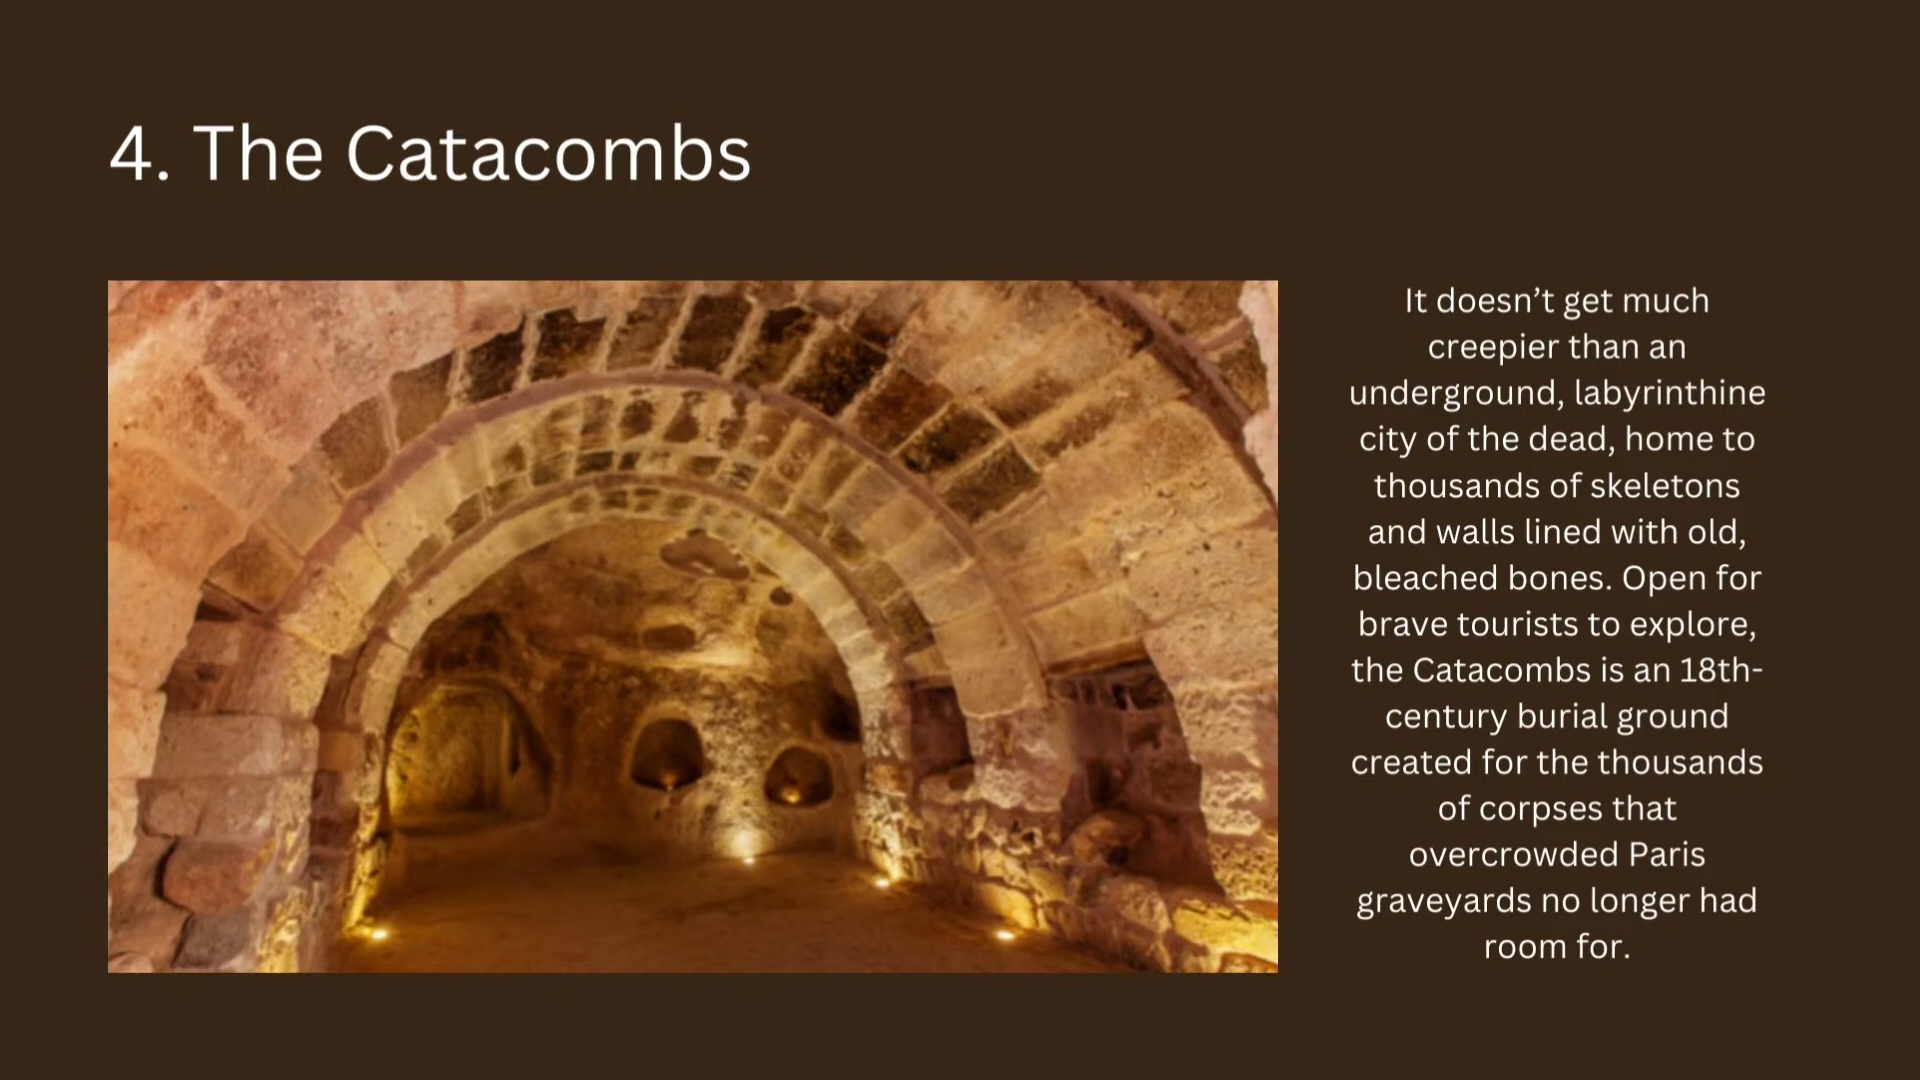 4. The Catacombs
It doesn’t get much
creepier than an
underground, labyrinthine
city of the dead, home to
thousands of skeletons
and walls lined with old,
bleached bones. Open for
brave tourists to explore,
the Catacombs is an 18th-
century burial ground
created for the thousands
of corpses that
overcrowded Paris
graveyards no longer had
room for.